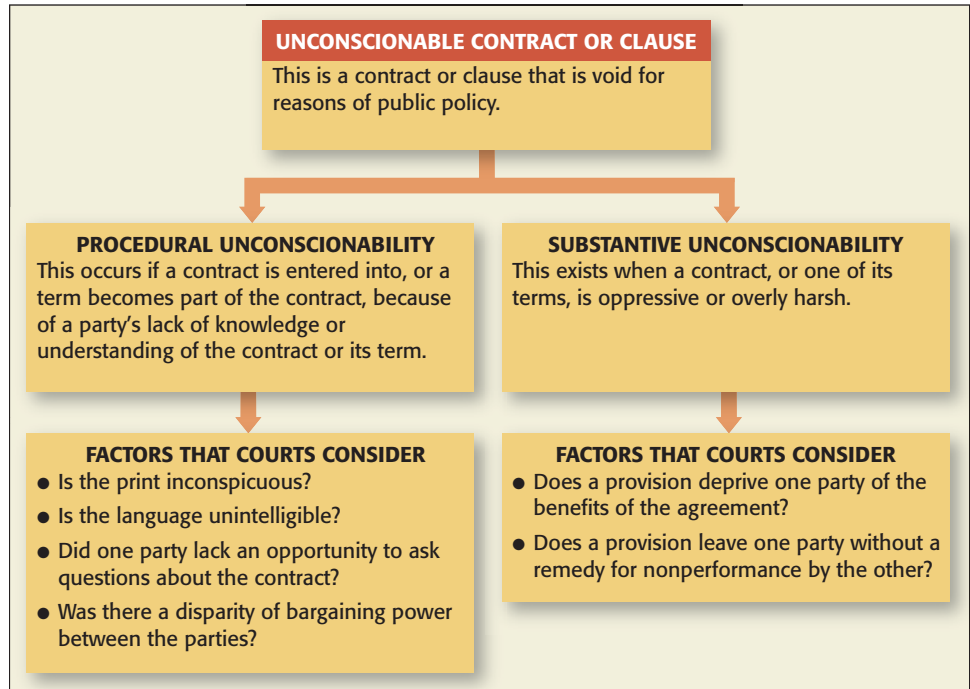 UNCONSCIONABLE CONTRACT OR CLAUSE
This is a contract or clause that is void for
reasons of public policy.
PROCEDURAL UNCONSCIONABILITY
This occurs if a contract is entered into, or a
term becomes part of the contract, because
of a party's lack of knowledge or
understanding of the contract or its term.
SUBSTANTIVE UNCONSCIONABILITY
This exists when a contract, or one of its
terms, is oppressive or overly harsh.
FACTORS THAT COURTS CONSIDER
● Is the print inconspicuous?
● Is the language unintelligible?
● Did one party lack an opportunity to ask
questions about the contract?
● Was there a disparity of bargaining power
between the parties?
FACTORS THAT COURTS CONSIDER
● Does a provision deprive one party of the
benefits of the agreement?
● Does a provision leave one party without a
remedy for nonperformance by the other?